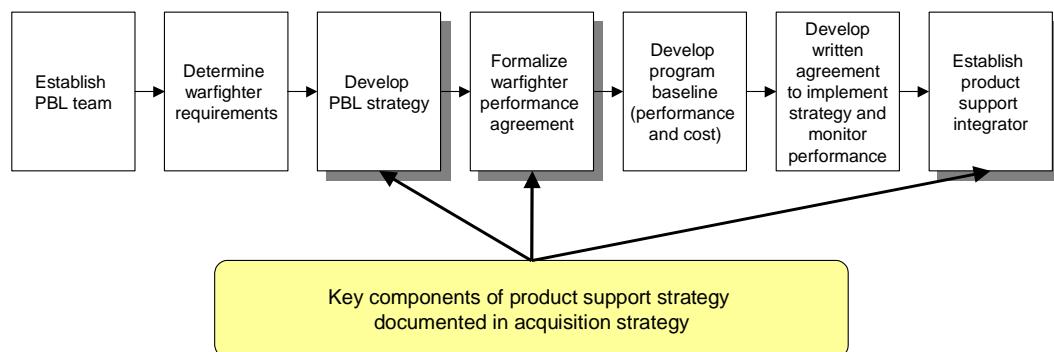 Establish
PBL team
Determine
warfighter
requirements
Develop
PBL strategy
Formalize
warfighter
performance
agreement
Develop
program
baseline
(performance
and cost)
Develop
written
agreement
to implement
strategy and
monitor
performance
Establish
product
support
integrator
Key components of product support strategy
documented in acquisition strategy